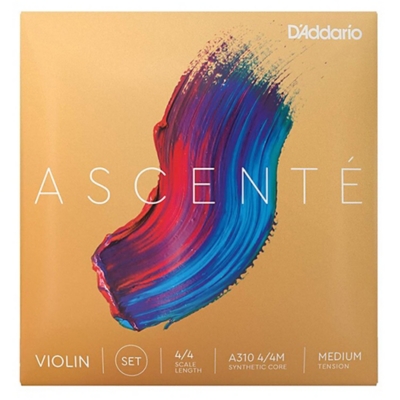 D'Addario
ASCENTÉ
VIOLIN SET 4/4 SCALE LENGTH A310 4/4M SYNTHETIC CORE MEDIUM TENSION